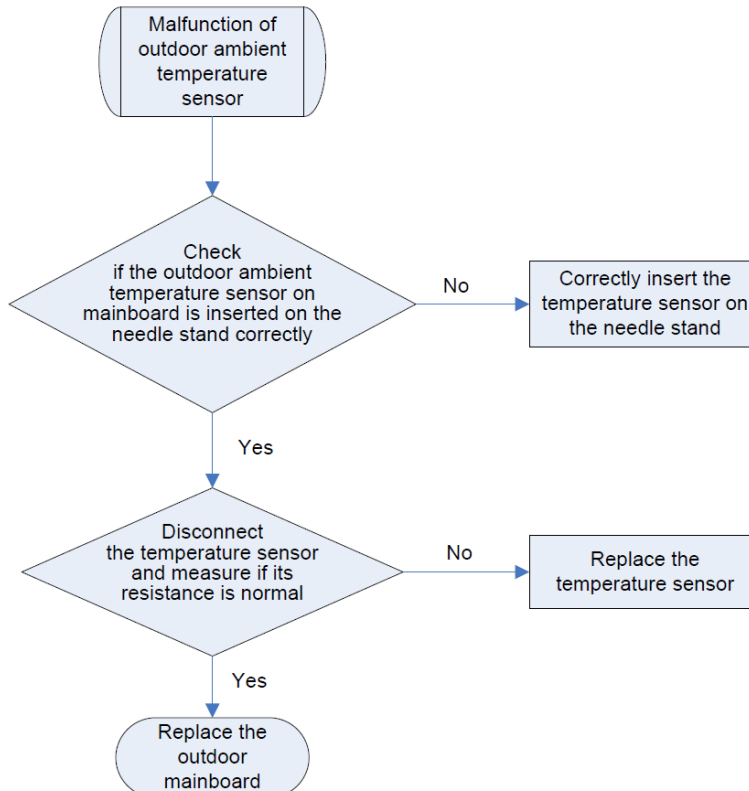 Malfunction of
outdoor ambient
temperature
sensor
Check
if the outdoor ambient
temperature sensor on
mainboard is inserted on the
needle stand correctly
No
Correctly insert the
temperature sensor on
the needle stand
Yes
Disconnect
the temperature sensor
and measure if its
resistance is normal
No
Replace the
temperature sensor
Yes
Replace the
outdoor
mainboard